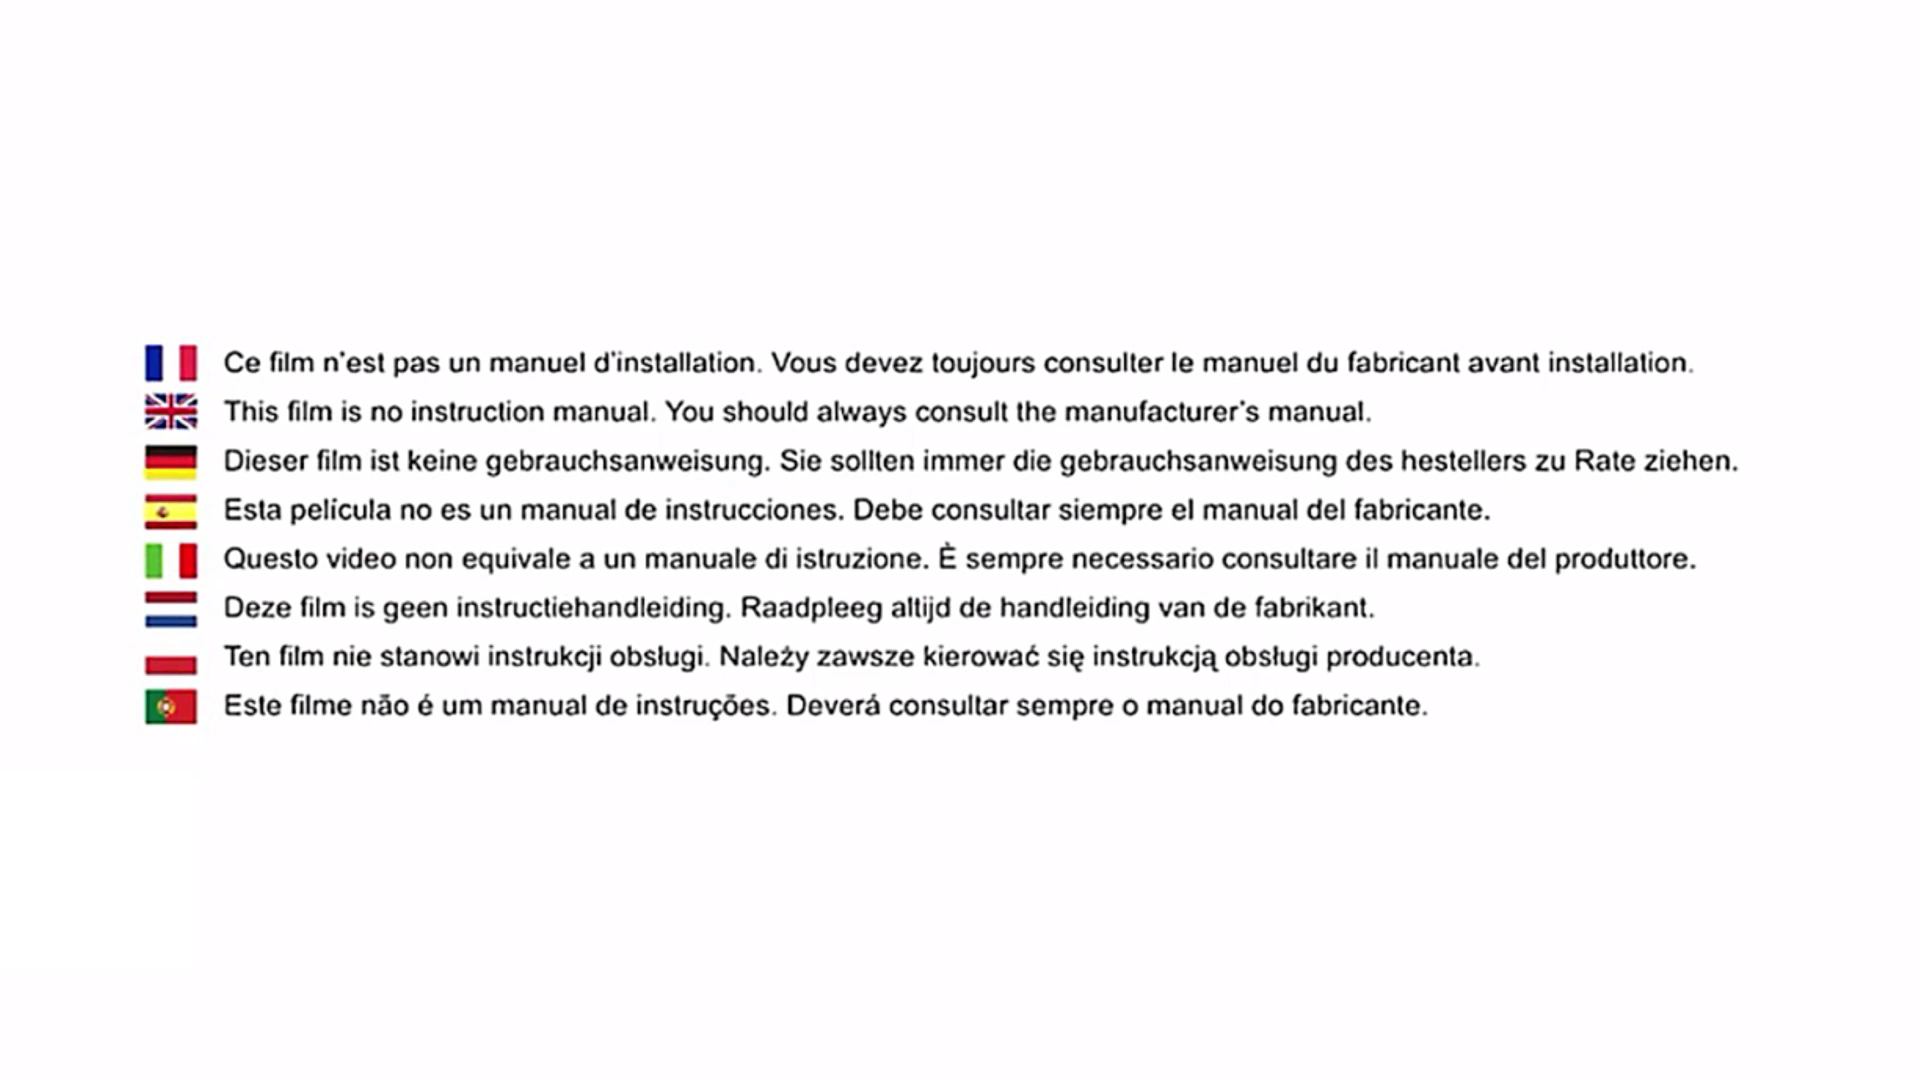 Ce film n'est pas un manuel d'installation. Vous devez toujours consulter le manuel du fabricant avant installation.
This film is no instruction manual. You should always consult the manufacturer's manual.
Dieser film ist keine gebrauchsanweisung. Sie sollten immer die gebrauchsanweisung des hestellers zu Rate ziehen.
Esta película no es un manual de instrucciones. Debe consultar siempre el manual del fabricante.
Questo video non equivale a un manuale di istruzione. È sempre necessario consultare il manuale del produttore.
Deze film is geen instructiehandleiding. Raadpleeg altijd de handleiding van de fabrikant.
Ten film nie stanowi instrukcji obsługi. Należy zawsze kierować się instrukcją obsługi producenta.
Este filme não é um manual de instruções. Deverá consultar sempre o manual do fabricante.